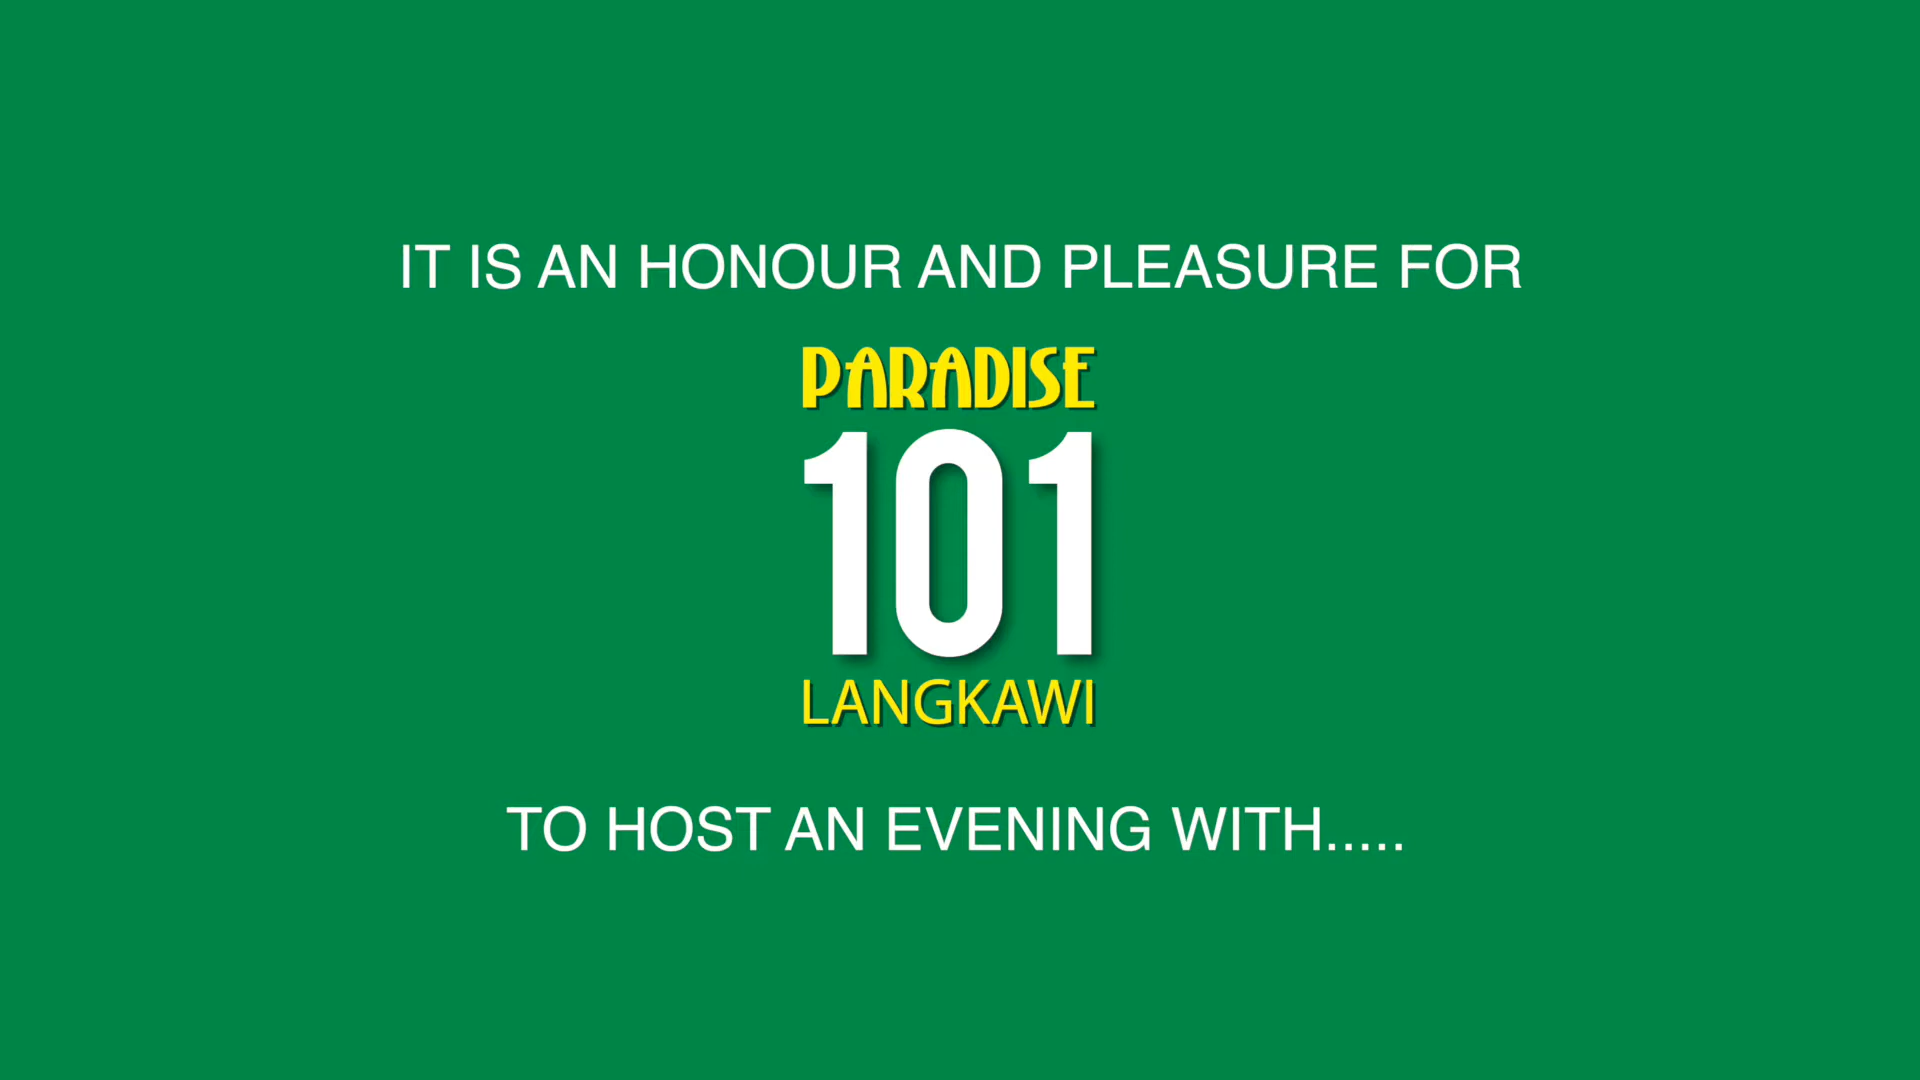 IT IS AN HONOUR AND PLEASURE FOR
PARADISE
101
LANGKAWI
TO HOST AN EVENING WITH.....